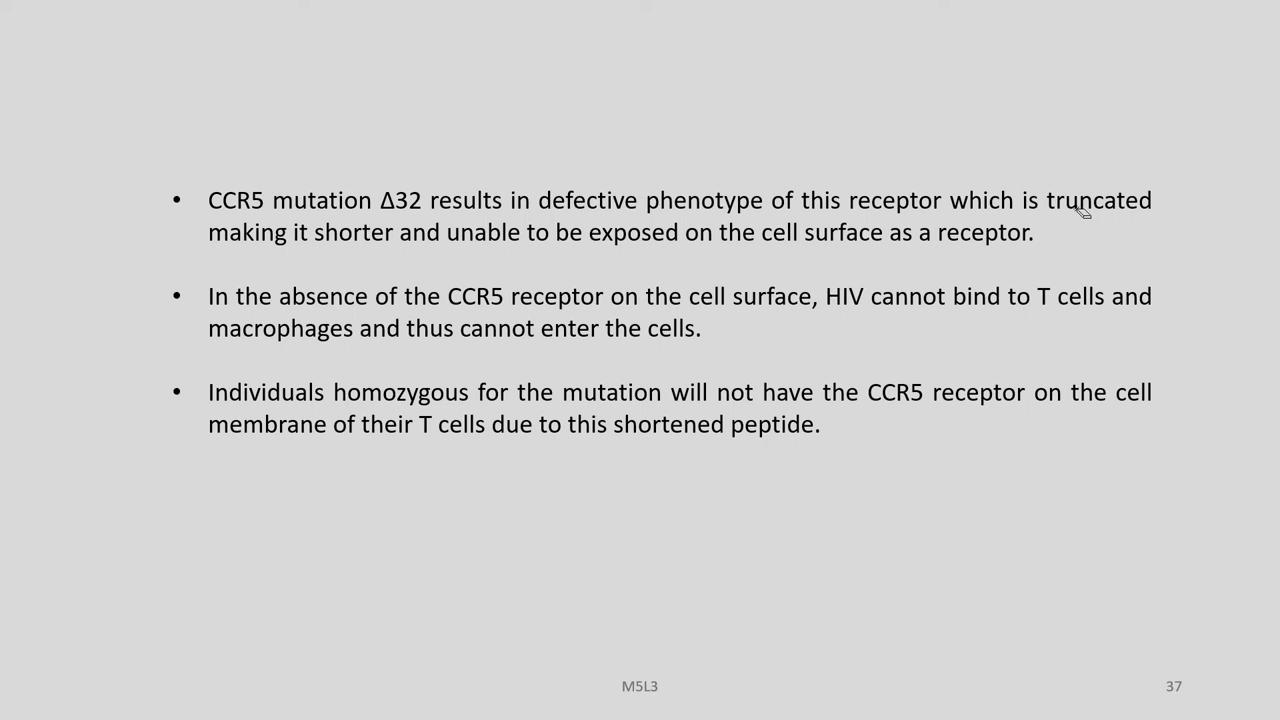 • CCR5 mutation Δ32 results in defective phenotype of this receptor which is truncated
making it shorter and unable to be exposed on the cell surface as a receptor.
• In the absence of the CCR5 receptor on the cell surface, HIV cannot bind to T cells and
macrophages and thus cannot enter the cells.
• Individuals homozygous for the mutation will not have the CCR5 receptor on the cell
membrane of their T cells due to this shortened peptide.
M5L3
37